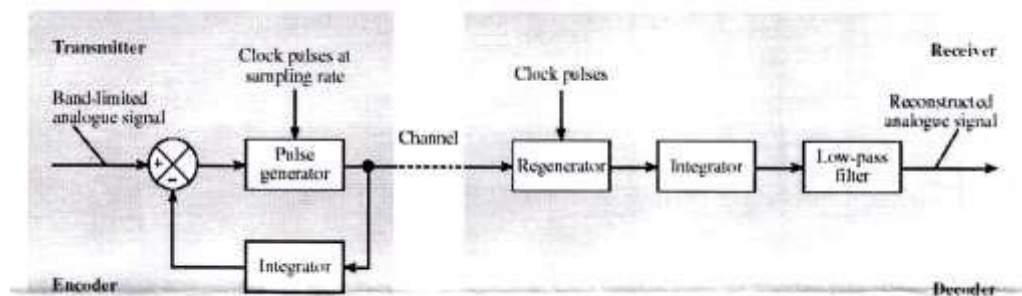 Transmitter
Clock pulses at
sampling rate
Band-limited
analogue signal
+
−
Pulse
generator
Integrator
Encoder
Channel
Clock pulses
Regenerator
Integrator
Low-pass
filter
Receiver
Reconstructed
analogue signal
Decoder